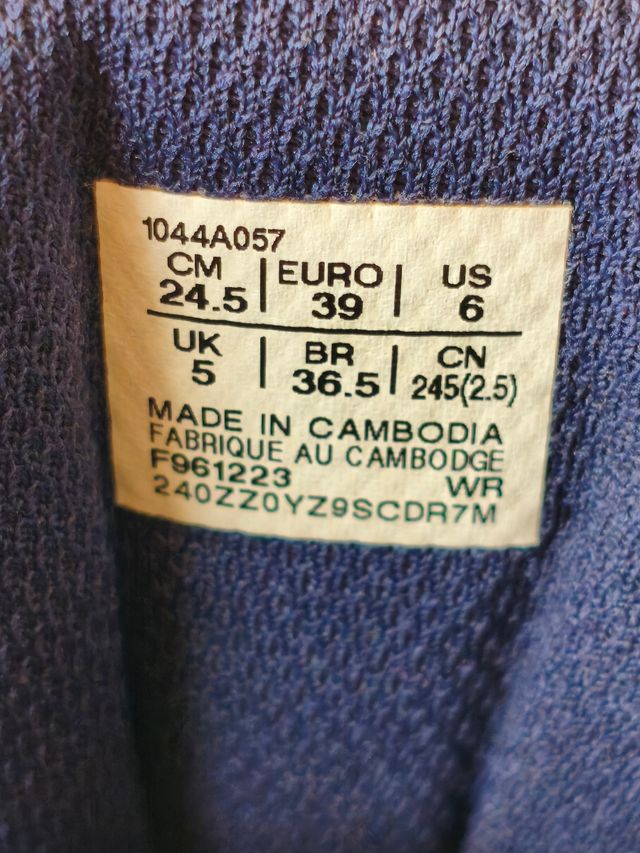 1044A057
CM | EURO | US
24.5 | 39 | 6
UK | BR | CN
5 | 36.5 | 245(2.5)
MADE IN CAMBODIA
FABRIQUE AU CAMBODGE
F961223 WR
240ZZ0YZ9SCDR7M